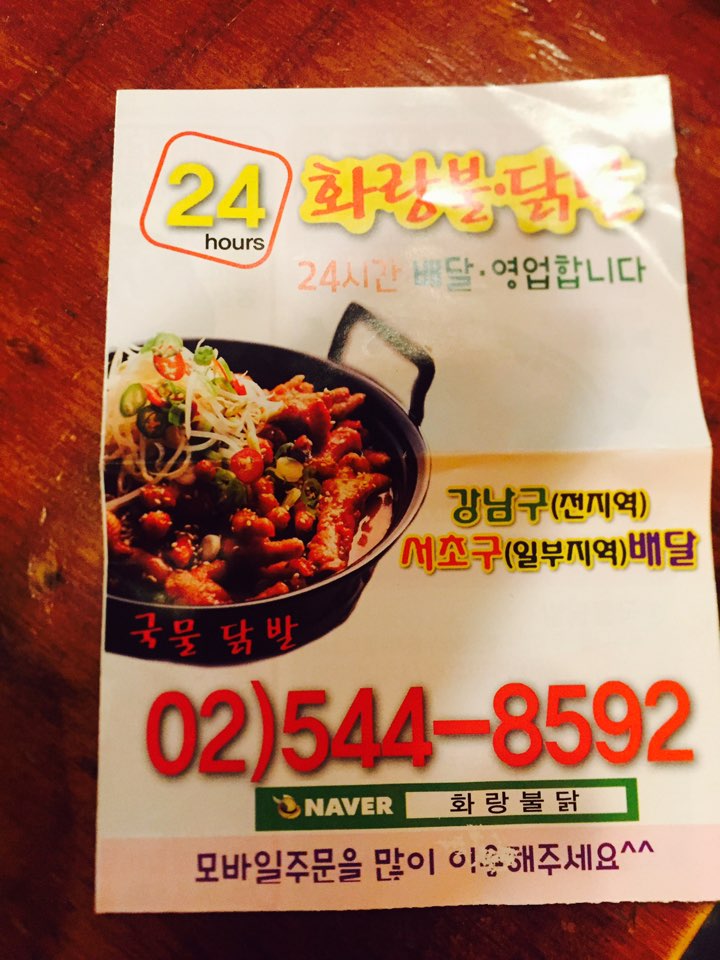 24
hours
화랑불·닭발
24시간 배달·영업합니다
강남구(전지역)
서초구(일부지역)배달
국물 닭발
02)544-8592
NAVER 화랑불닭
모바일주문을 많이 이용해주세요^^